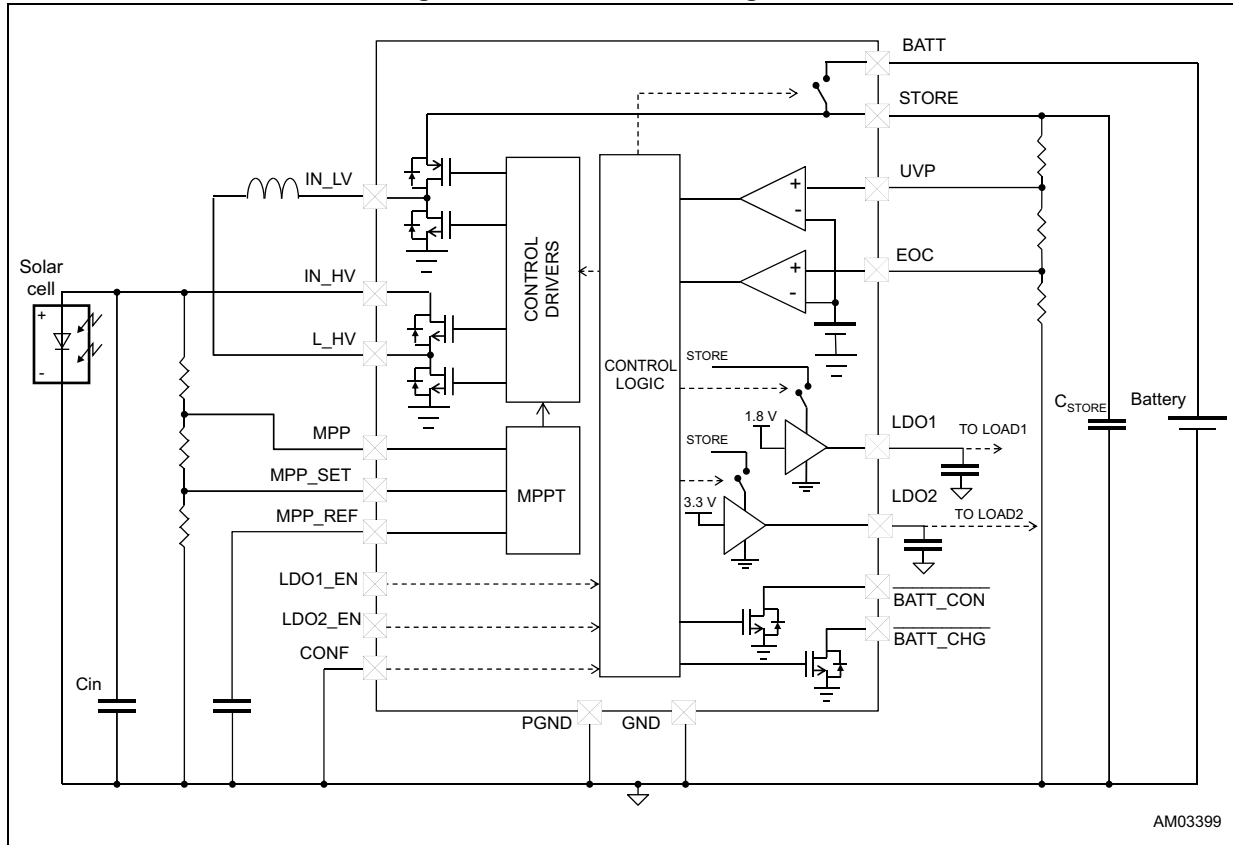 BATT
STORE
IN_LV
UVP
+
-
Solar
cell
IN_HV
EOC
CONTROL
DRIVERS
+
-
+
-
L_HV
CONTROL
LOGIC
STORE
C_STORE
Battery
MPP
1.8 V
LDO1
TO LOAD1
STORE
MPP_SET
MPPT
LDO2
MPP_REF
3.3 V
TO LOAD2
LDO1_EN
BATT_CON
LDO2_EN
BATT_CHG
CONF
Cin
PGND
GND
AM03399